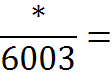 *
6003 =